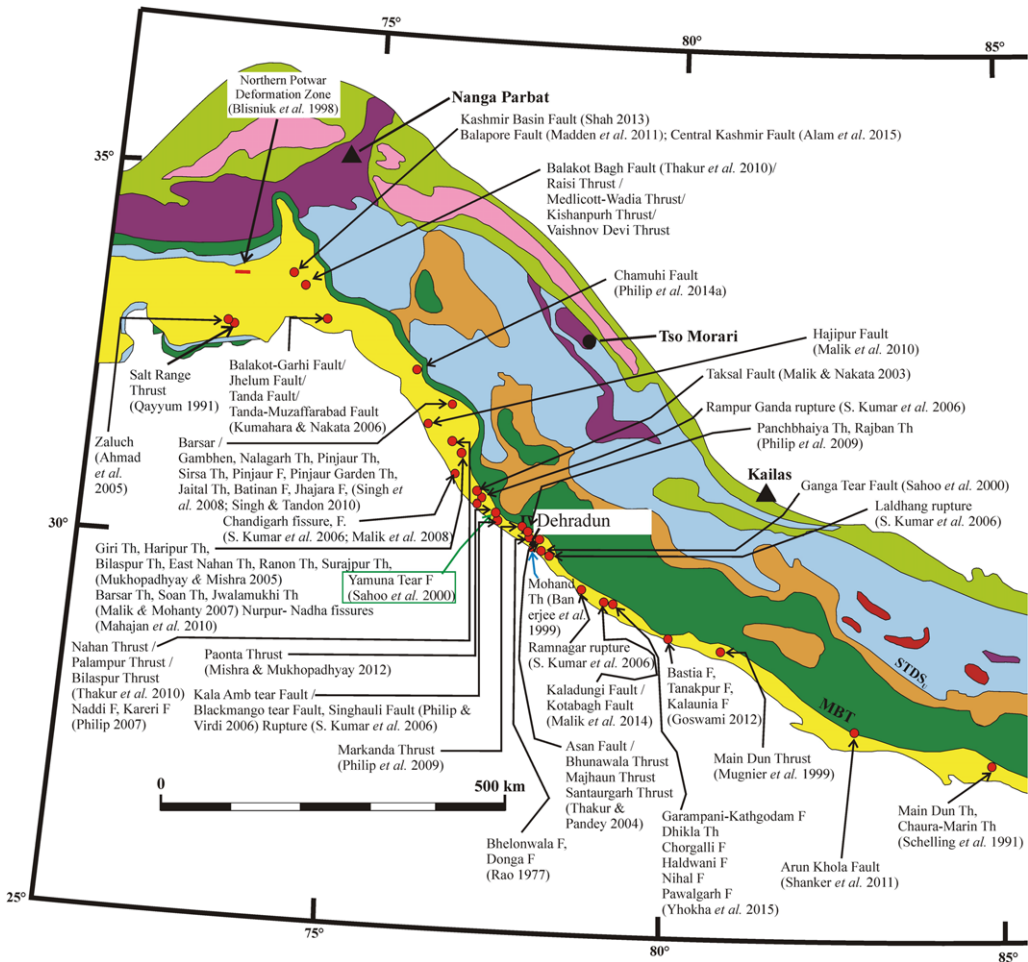 75°
80°
85°
35°
30°
25°
Northern Potwar
Deformation Zone
(Blisniuk et al. 1998)
Nanga Parbat
Kashmir Basin Fault (Shah 2013)
Balapore Fault (Madden et al. 2011); Central Kashmir Fault (Alam et al. 2015)
Balakot Bagh Fault (Thakur et al. 2010)/
Raisi Thrust /
Medlicott-Wadia Thrust/
Kishanpurh Thrust/
Vaishnov Devi Thrust
Chamuhi Fault
(Philip et al. 2014a)
Tso Morari
Hajipur Fault
(Malik et al. 2010)
Taksal Fault (Malik & Nakata 2003)
Rampur Ganda rupture (S. Kumar et al. 2006)
Panchbhaiya Th, Rajban Th
(Philip et al. 2009)
Kailas
Ganga Tear Fault (Sahoo et al. 2000)
Laldhang rupture
(S. Kumar et al. 2006)
Salt Range
Thrust
(Qayyum 1991)
Balakot-Garhi Fault/
Jhelum Fault/
Tanda Fault/
Tanda-Muzaffarabad Fault
(Kumahara & Nakata 2006)
Zaluch
(Ahmad
et al.
2005)
Barsar /
Gambhen, Nalagarh Th, Pinjaur Th,
Sirsa Th, Pinjaur F, Pinjaur Garden Th,
Jaital Th, Batinan F, Jhajara F, (Singh et
al. 2008; Singh & Tandon 2010)
Chandigarh fissure, F.
(S. Kumar et al. 2006; Malik et al. 2008)
Giri Th, Haripur Th,
Bilaspur Th, East Nahan Th, Ranon Th, Surajpur Th,
(Mukhopadhyay & Mishra 2005)
Barsar Th, Soan Th, Jwalamukhi Th
(Malik & Mohanty 2007) Nurpur- Nadha fissures
(Mahajan et al. 2010)
Yamuna Tear F
(Sahoo et al. 2000)
Dehradun
Mohand
Th (Ban
erjee et al.
1999)
Ramnagar rupture
(S. Kumar et al. 2006)
Nahan Thrust /
Palampur Thrust /
Bilaspur Thrust
(Thakur et al. 2010)
Naddi F, Kareri F
(Philip 2007)
Paonta Thrust
(Mishra & Mukhopadhyay 2012)
Kala Amb tear Fault /
Blackmango tear Fault, Singhauli Fault (Philip &
Virdi 2006) Rupture (S. Kumar et al. 2006)
Markanda Thrust
(Philip et al. 2009)
Kaladungi Fault /
Kotabagh Fault
(Malik et al. 2014)
Bastia F,
Tanakpur F,
Kalaunia F
(Goswami 2012)
STDSU
MBT
Main Dun Thrust
(Mugnier et al. 1999)
Asan Fault /
Bhunawala Thrust
Majhaun Thrust
Santaurgarh Thrust
(Thakur &
Pandey 2004)
0
500 km
Bhelonwala F,
Donga F
(Rao 1977)
Garampani-Kathgodam F
Dhikla Th
Chorgalli F
Haldwani F
Nihal F
Pawalgarh F
(Yhokha et al. 2015)
Arun Khola Fault
(Shanker et al. 2011)
Main Dun Th,
Chaura-Marin Th
(Schelling et al. 1991)
75°
80°
85°